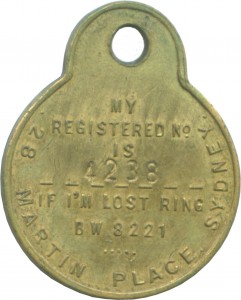 MY
REGISTERED No
IS
4238
IF I'M LOST RING
BW 8221
28 MARTIN PLACE, SYDNEY.